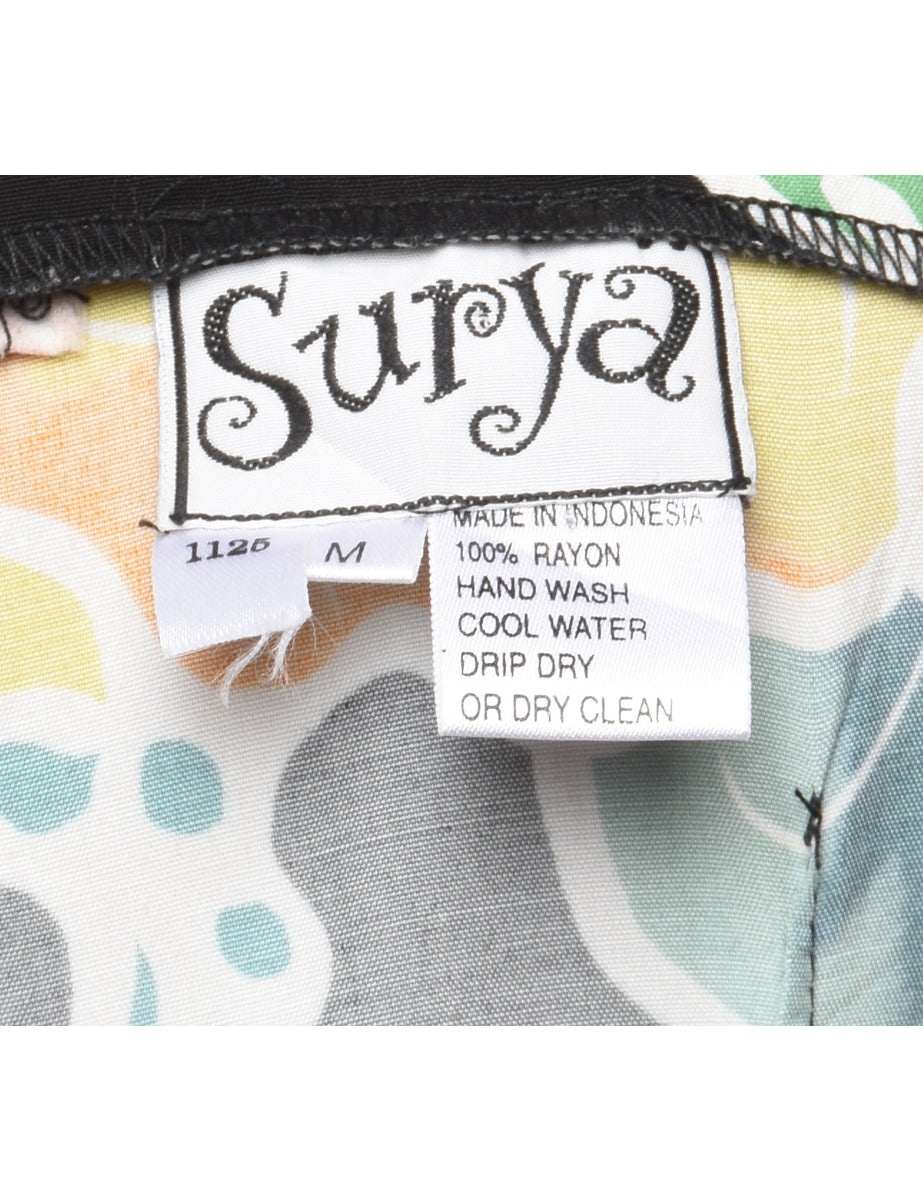 Surya
1125
M
MADE IN INDONESIA
100% RAYON
HAND WASH
COOL WATER
DRIP DRY
OR DRY CLEAN